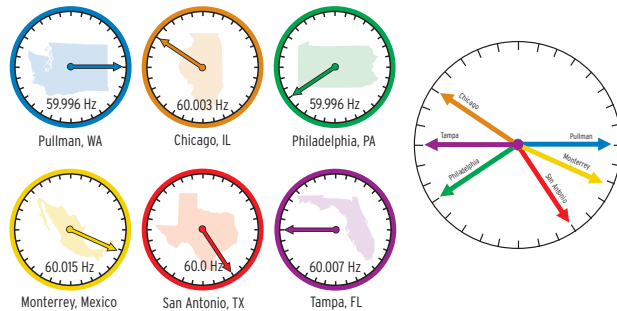 59.996 Hz
Pullman, WA
60.003 Hz
Chicago, IL
59.996 Hz
Philadelphia, PA
60.015 Hz
Monterrey, Mexico
60.0 Hz
San Antonio, TX
60.007 Hz
Tampa, FL
Chicago
Tampa
Philadelphia
Pullman
Monterrey
San Antonio